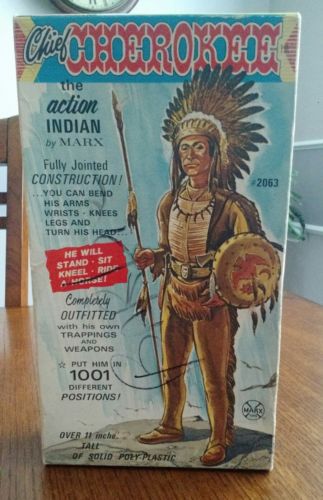 Chief CHEROKEE
the
action
INDIAN
by MARX
Fully Jointed
CONSTRUCTION!
...YOU CAN BEND
HIS ARMS
WRISTS • KNEES
LEGS AND
TURN HIS HEAD...
#2063
HE WILL
STAND • SIT
KNEEL • RIDE
A HORSE!
Completely
OUTFITTED
with his own
TRAPPINGS
AND
WEAPONS
☆ PUT HIM IN
1001
DIFFERENT
POSITIONS!
MARX
OVER 11 inches
TALL
OF SOLID POLY-PLASTIC